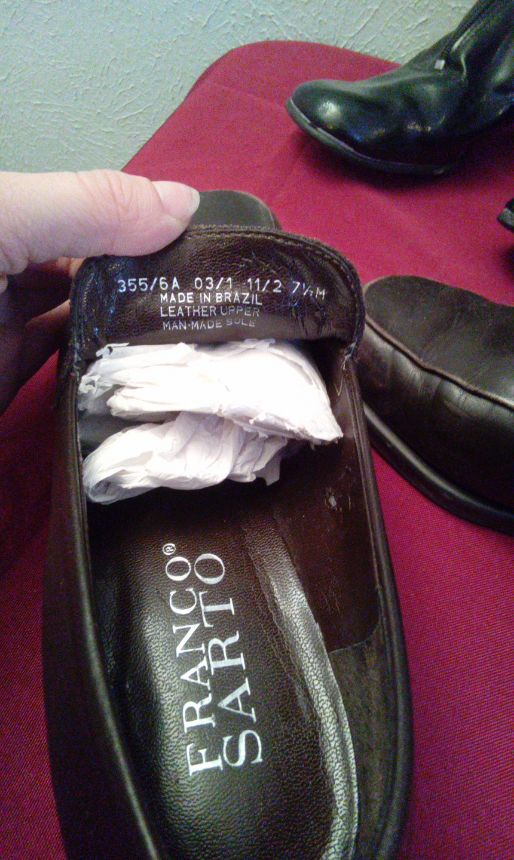 355/6A 03/1 11/2 7½M
MADE IN BRAZIL
LEATHER UPPER
MAN-MADE SOLE
FRANCO®
SARTO